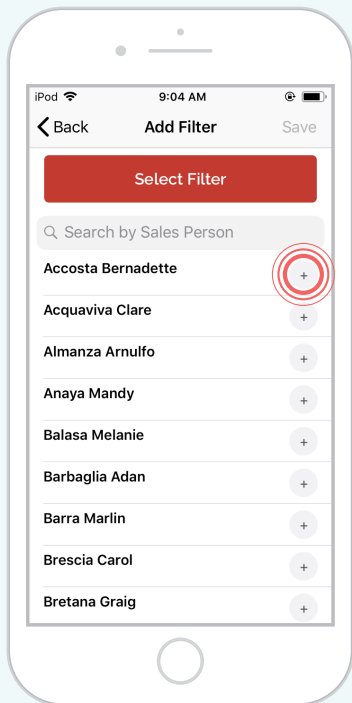 iPod 9:04 AM
Back Add Filter Save
Select Filter
Search by Sales Person
Accosta Bernadette +
Acquaviva Clare +
Almanza Arnulfo +
Anaya Mandy +
Balasa Melanie +
Barbaglia Adan +
Barra Marlin +
Brescia Carol +
Bretana Graig +